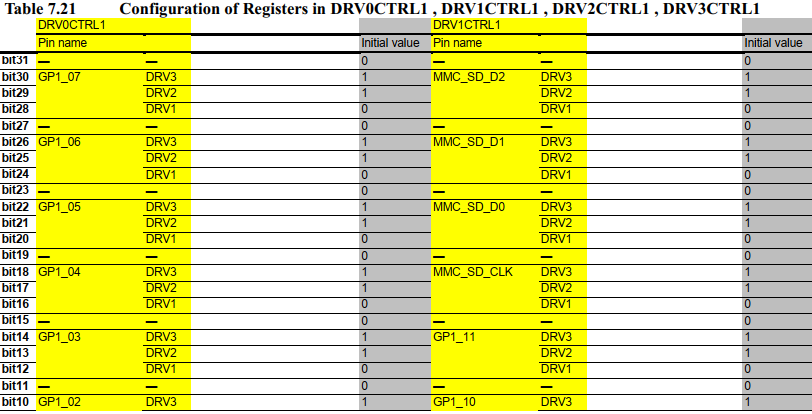 Table 7.21 Configuration of Registers in DRV0CTRL1 , DRV1CTRL1 , DRV2CTRL1 , DRV3CTRL1
DRV0CTRL1 DRV1CTRL1
Pin name Initial value Pin name Initial value
bit31 — — 0 — — 0
bit30 GP1_07 DRV3 1 MMC_SD_D2 DRV3 1
bit29 DRV2 1 DRV2 1
bit28 DRV1 0 DRV1 0
bit27 — — 0 — — 0
bit26 GP1_06 DRV3 1 MMC_SD_D1 DRV3 1
bit25 DRV2 1 DRV2 1
bit24 DRV1 0 DRV1 0
bit23 — — 0 — — 0
bit22 GP1_05 DRV3 1 MMC_SD_D0 DRV3 1
bit21 DRV2 1 DRV2 1
bit20 DRV1 0 DRV1 0
bit19 — — 0 — — 0
bit18 GP1_04 DRV3 1 MMC_SD_CLK DRV3 1
bit17 DRV2 1 DRV2 1
bit16 DRV1 0 DRV1 0
bit15 — — 0 — — 0
bit14 GP1_03 DRV3 1 GP1_11 DRV3 1
bit13 DRV2 1 DRV2 1
bit12 DRV1 0 DRV1 0
bit11 — — 0 — — 0
bit10 GP1_02 DRV3 1 GP1_10 DRV3 1